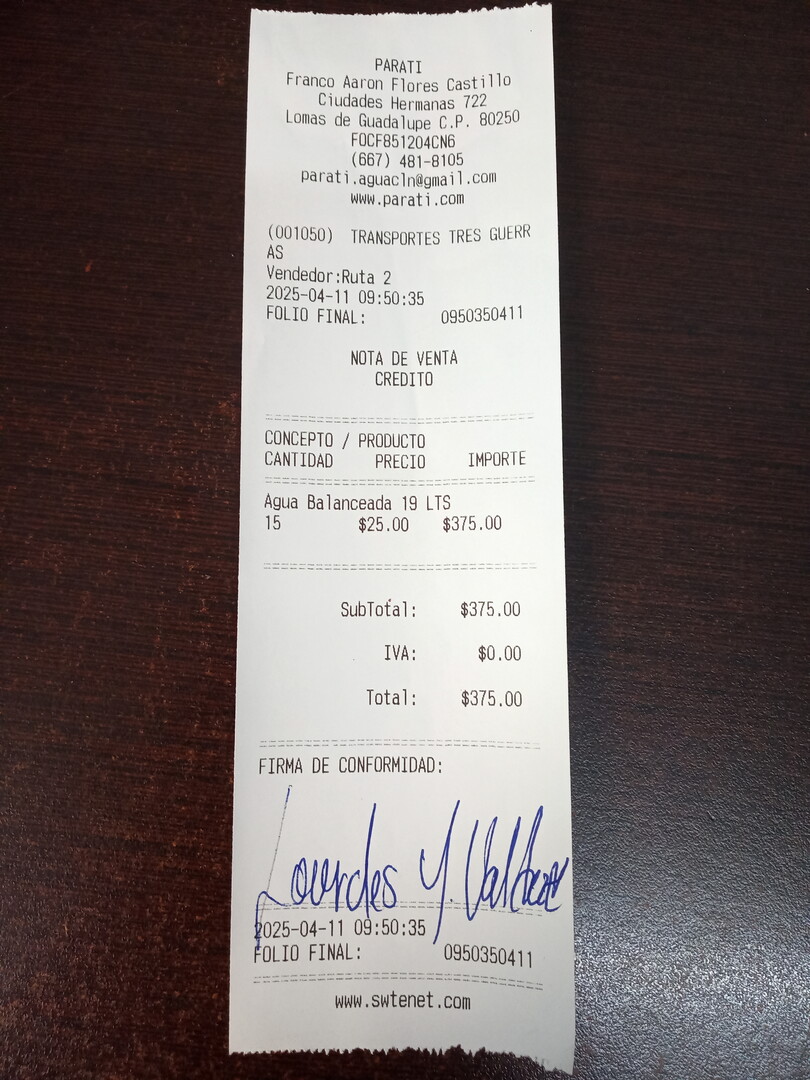 PARATI
Franco Aaron Flores Castillo
Ciudades Hermanas 722
Lomas de Guadalupe C.P. 80250
FOCF851204CN6
(667) 481-8105
parati.aguacln@gmail.com
www.parati.com
(001050) TRANSPORTES TRES GUERR
AS
Vendedor:Ruta 2
2025-04-11 09:50:35
FOLIO FINAL: 0950350411
NOTA DE VENTA
CREDITO
CONCEPTO / PRODUCTO
CANTIDAD PRECIO IMPORTE
Agua Balanceada 19 LTS
15 $25.00 $375.00
SubTotal: $375.00
IVA: $0.00
Total: $375.00
FIRMA DE CONFORMIDAD:
Lourdes Y.
2025-04-11 09:50:35
FOLIO FINAL: 0950350411
www.swtenet.com